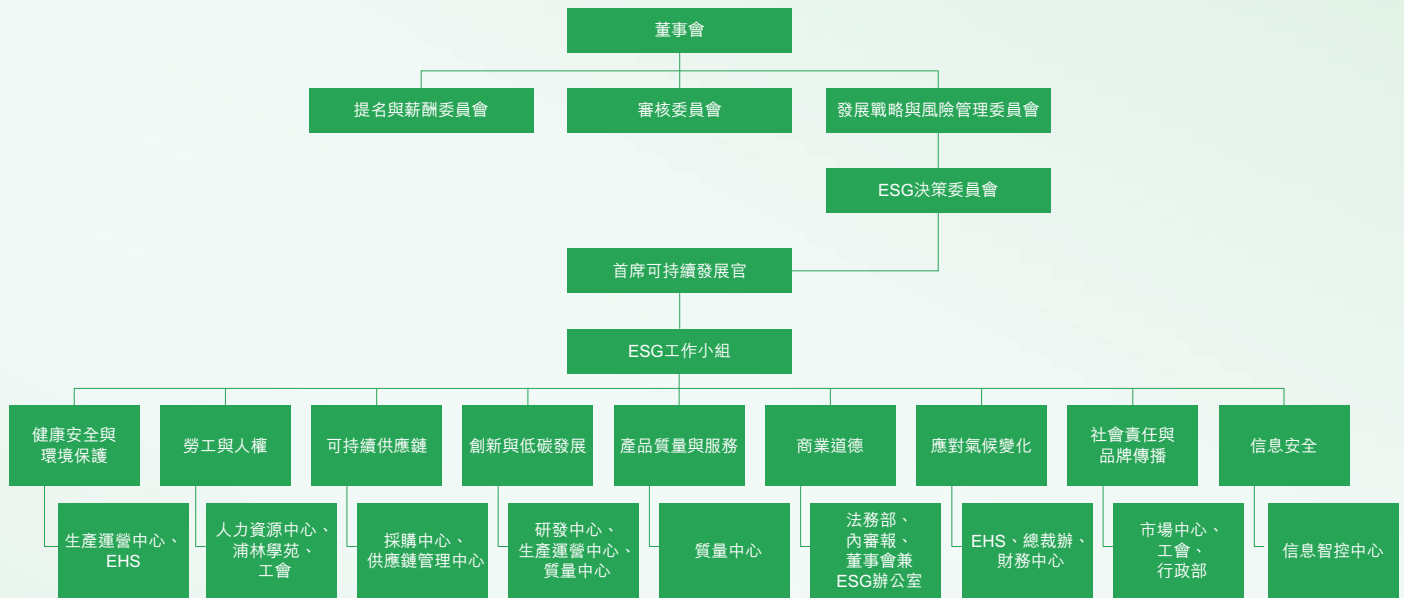 董事會
提名與薪酬委員會
審核委員會
發展戰略與風險管理委員會
ESG決策委員會
首席可持續發展官
ESG工作小組
健康安全與
環境保護
勞工與人權
可持續供應鏈
創新與低碳發展
產品質量與服務
商業道德
應對氣候變化
社會責任與
品牌傳播
信息安全
生產運營中心、
EHS
人力資源中心、
浦林學苑、
工會
採購中心、
供應鏈管理中心
研發中心、
生產運營中心、
質量中心
質量中心
法務部、
內審報、
董事會兼
ESG辦公室
EHS、總裁辦、
財務中心
市場中心、
工會、
行政部
信息智控中心